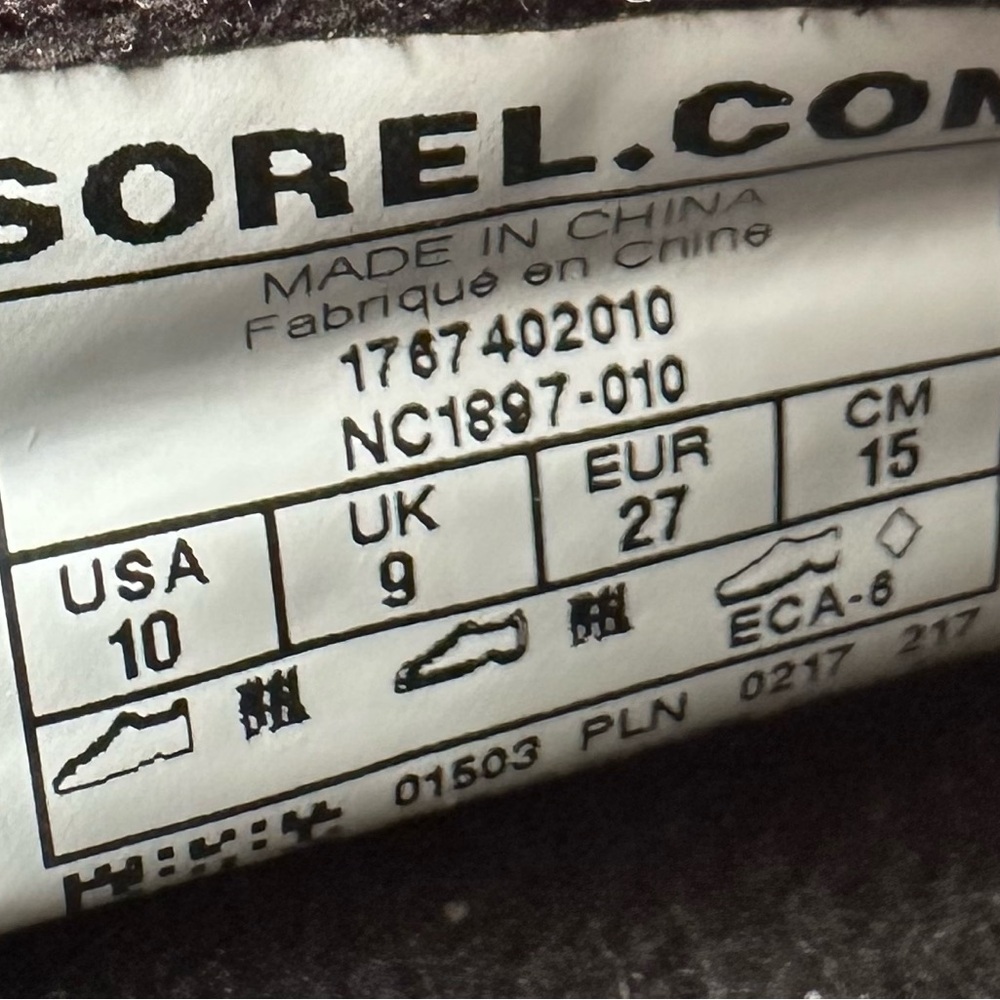 SOREL.COM
MADE IN CHINA
Fabriqué en Chine
1767402010
NC1897-010
USA UK EUR CM
10 9 27 15
ECA-6
01503 PLN 0217 217